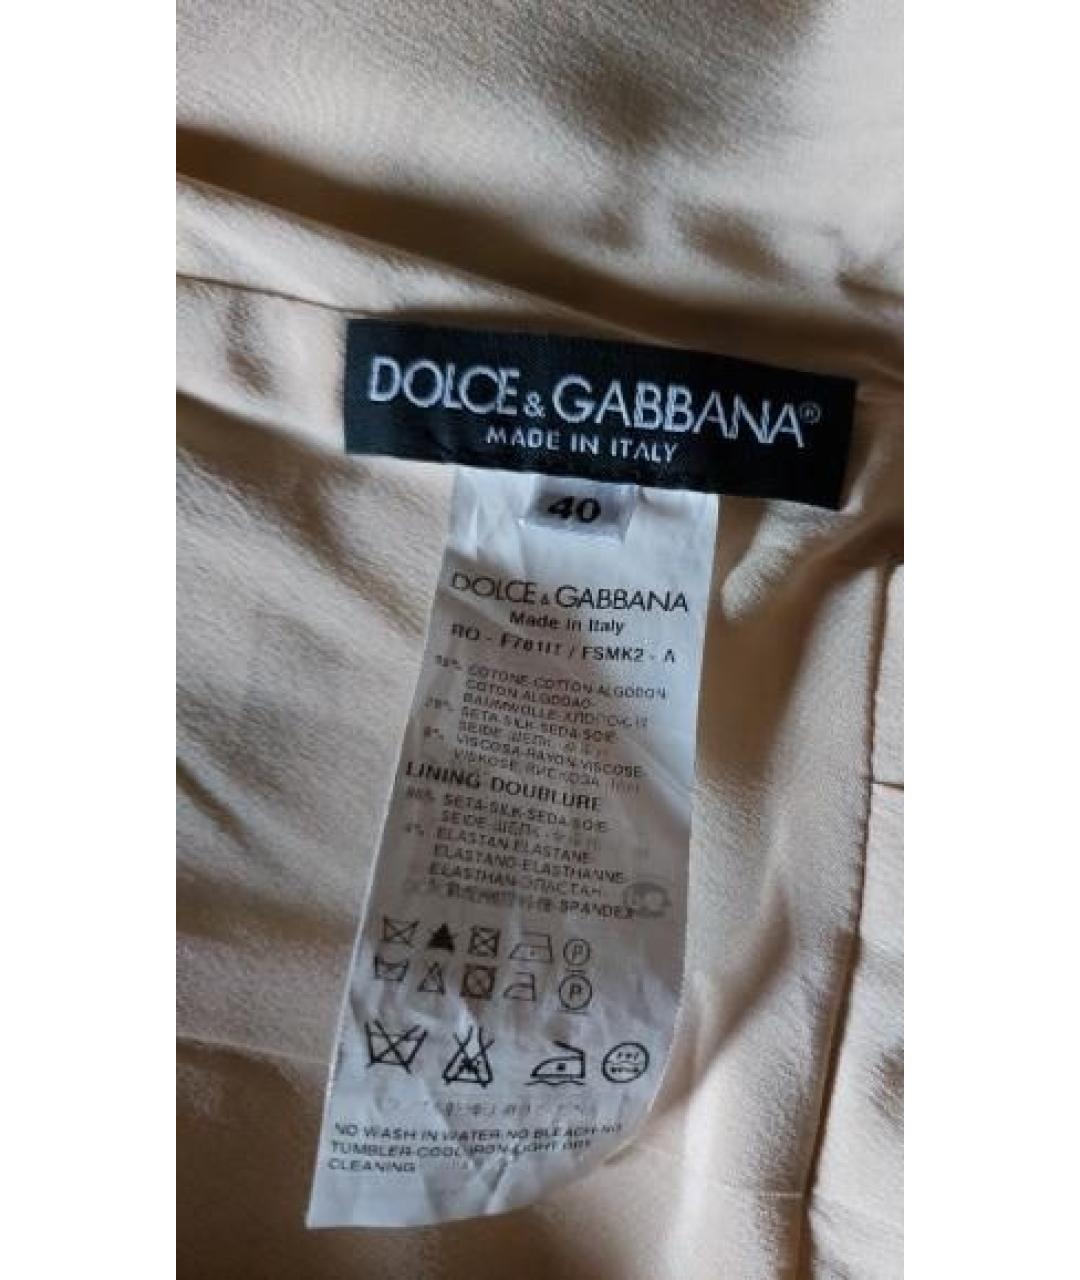 DOLCE & GABBANA®
MADE IN ITALY
40
DOLCE & GABBANA
Made in Italy
RO - F761IT / FSMK2 - A
COTONE-COTTON-ALGODON
COTON-ALGODAO-
BAUMWOLLE-ХЛОПОК
SETA-SILK-SEDA-SOIE-
SEIDE-ШЕЛК-
VISCOSA-RAYON-VISCOSE-
VISKOSE-ВИСКОЗА
LINING-DOUBLURE
SETA-SILK-SEDA-SOIE-
SEIDE-ШЕЛК-
4% ELASTAN-ELASTANE-
ELASTANO-ELASTHANNE-
ELASTHAN-ЭЛАСТАН-
SPANDEX
P
P
NO WASH IN WATER-NO BLEACH-NO
TUMBLER-COOL IRON-LIGHT DRY
CLEANING